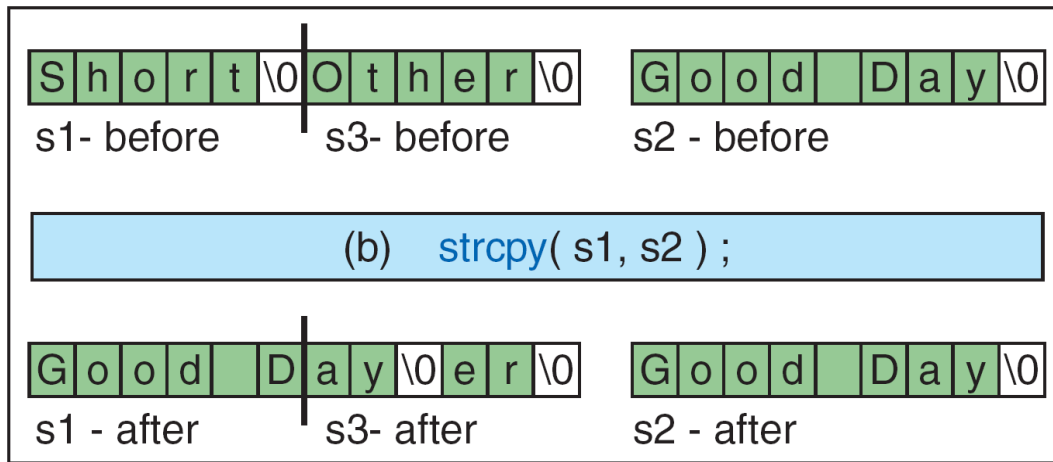 S h o r t \0 O t h e r \0 G o o d D a y \0
s1- before s3- before s2 - before
(b) strcpy( s1, s2 ) ;
G o o d D a y \0 e r \0 G o o d D a y \0
s1 - after s3- after s2 - after